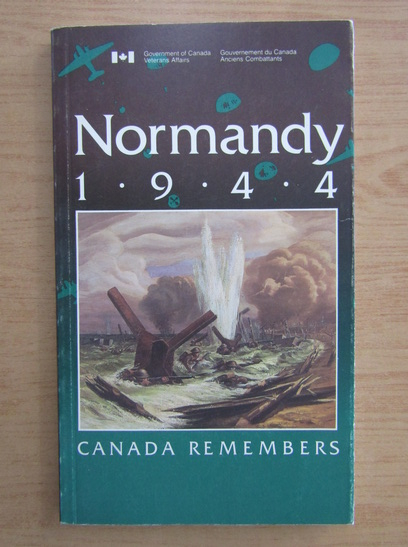 Government of Canada
Veterans Affairs
Gouvernement du Canada
Anciens Combattants
Normandy
1 · 9 · 4 · 4
CANADA REMEMBERS